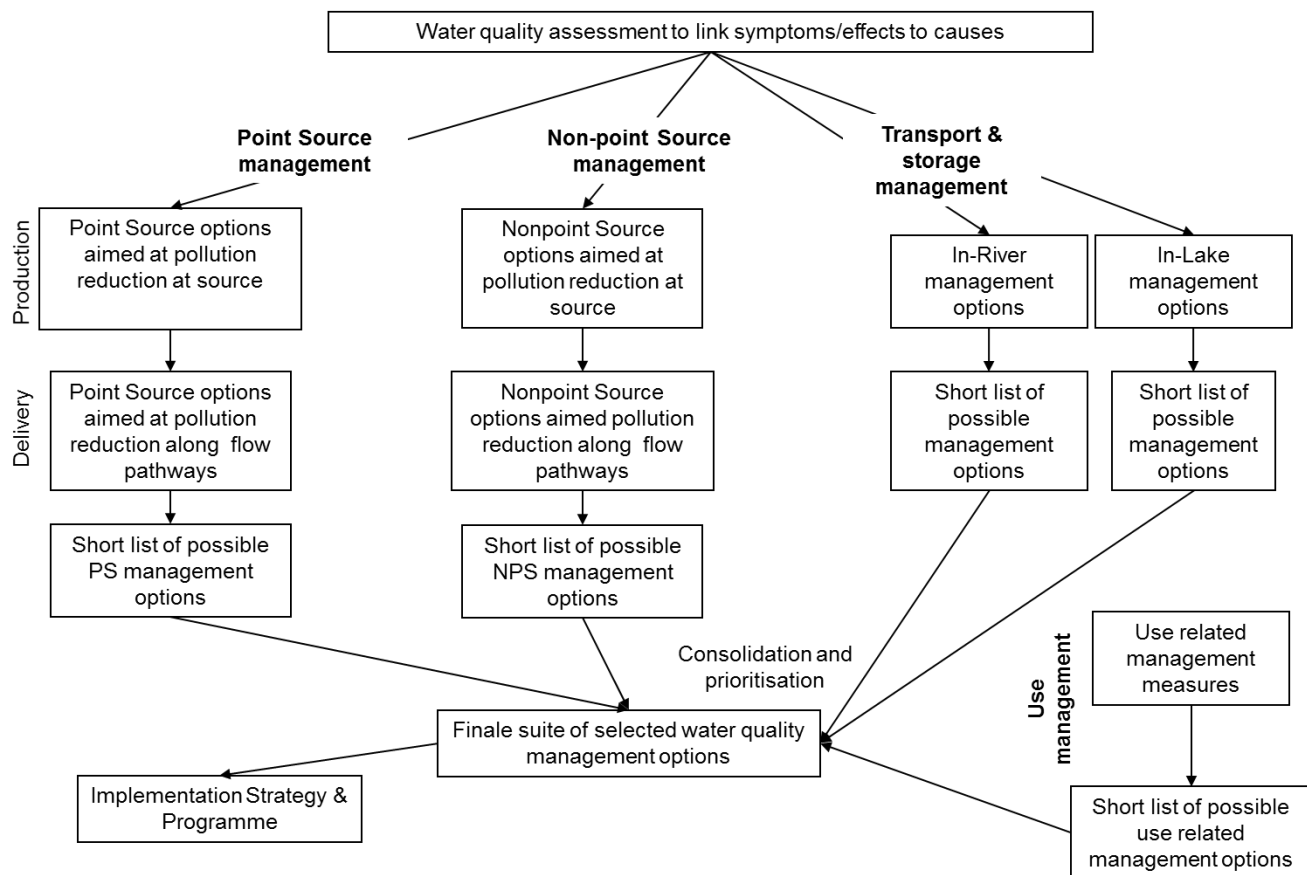 Water quality assessment to link symptoms/effects to causes
Point Source
management
Non-point Source
management
Transport &
storage
management
Production
Point Source options
aimed at pollution
reduction at source
Nonpoint Source
options aimed at
pollution reduction at
source
In-River
management
options
In-Lake
management
options
Delivery
Point Source options
aimed at pollution
reduction along flow
pathways
Nonpoint Source
options aimed pollution
reduction along flow
pathways
Short list of
possible
management
options
Short list of
possible
management
options
Short list of possible
PS management
options
Short list of possible
NPS management
options
Consolidation and
prioritisation
Use
management
Use related
management
measures
Finale suite of selected water quality
management options
Implementation Strategy &
Programme
Short list of possible
use related
management options